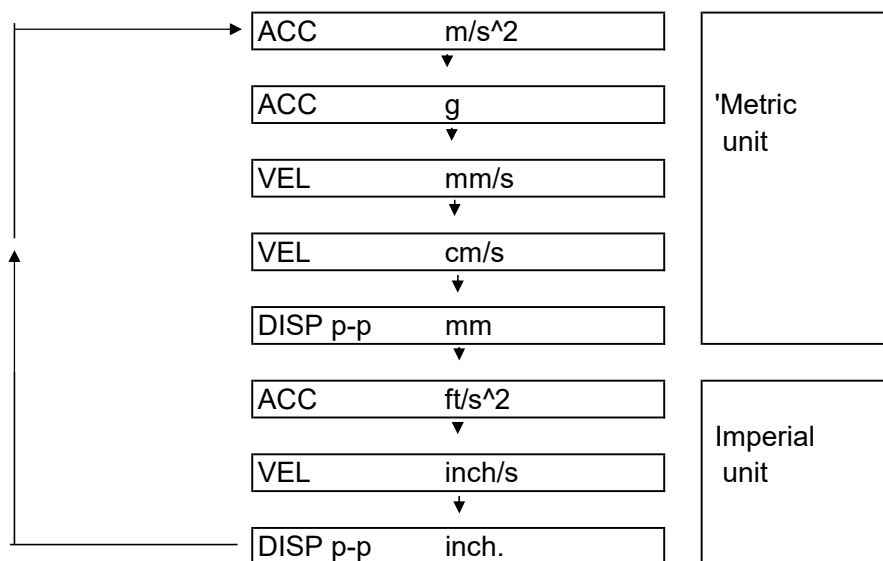 ACC m/s^2
ACC g
'Metric
unit
VEL mm/s
VEL cm/s
DISP p-p mm
ACC ft/s^2
Imperial
unit
VEL inch/s
DISP p-p inch.